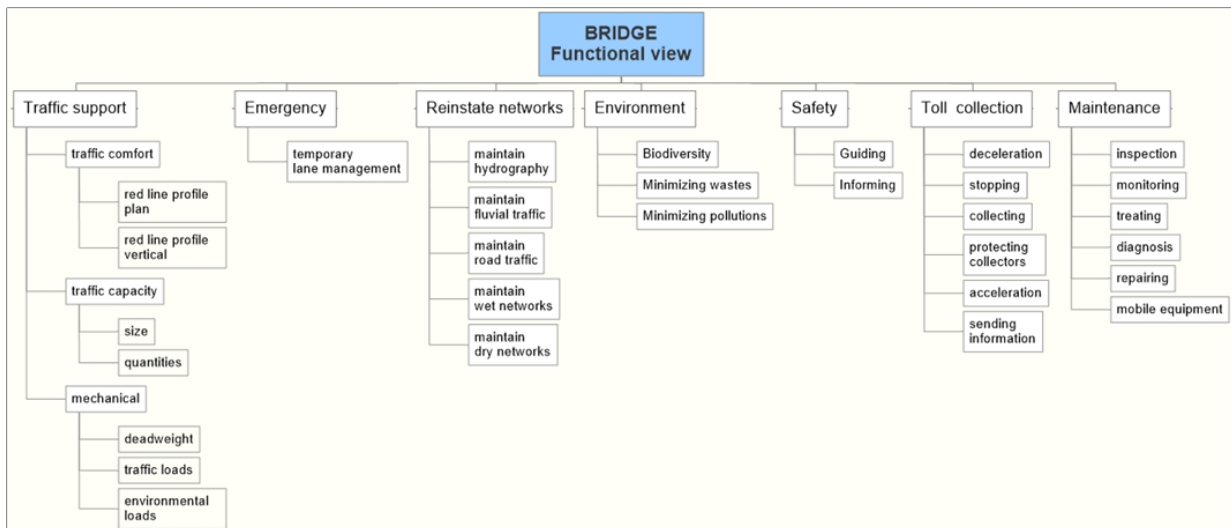 BRIDGE
Functional view
Traffic support
Emergency
Reinstate networks
Environment
Safety
Toll  collection
Maintenance
traffic comfort
red line profile
plan
red line profile
vertical
traffic capacity
size
quantities
mechanical
deadweight
traffic loads
environmental
loads
temporary
lane management
maintain
hydrography
maintain
fluvial traffic
maintain
road traffic
maintain
wet networks
maintain
dry networks
Biodiversity
Minimizing wastes
Minimizing pollutions
Guiding
Informing
deceleration
stopping
collecting
protecting
collectors
acceleration
sending
information
inspection
monitoring
treating
diagnosis
repairing
mobile equipment